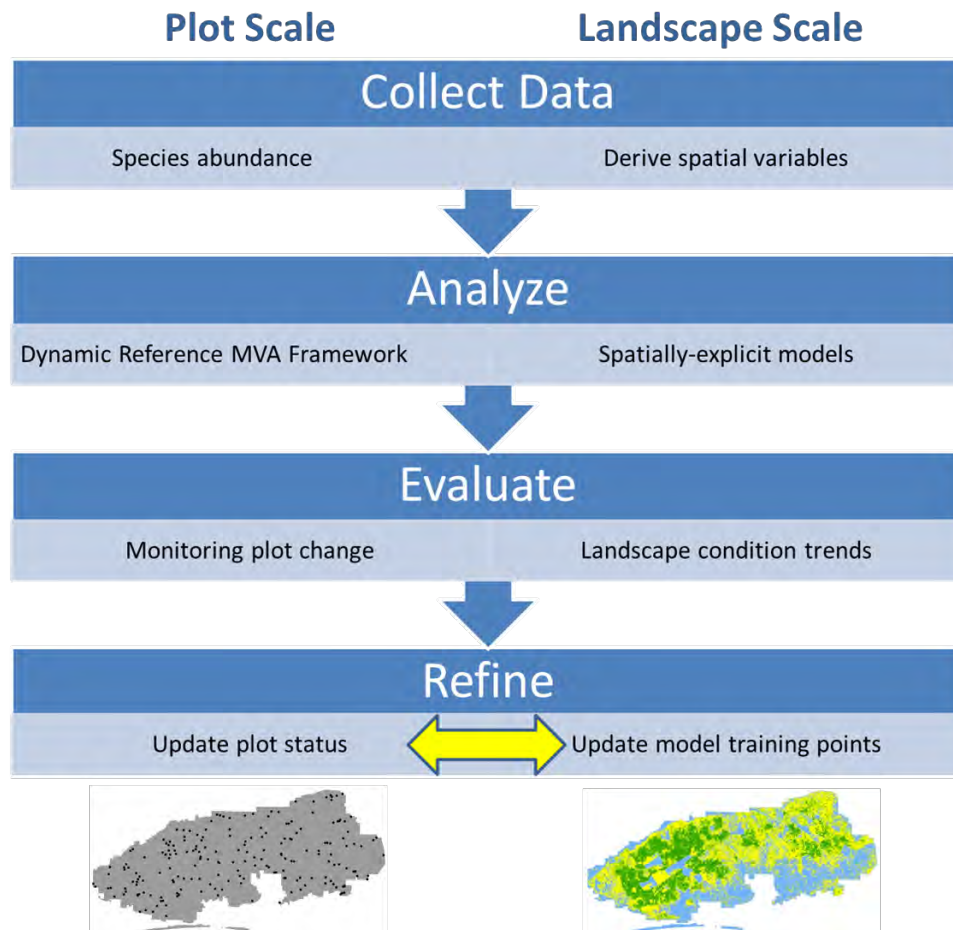 Plot Scale Landscape Scale
Collect Data
Species abundance Derive spatial variables
Analyze
Dynamic Reference MVA Framework Spatially-explicit models
Evaluate
Monitoring plot change Landscape condition trends
Refine
Update plot status Update model training points